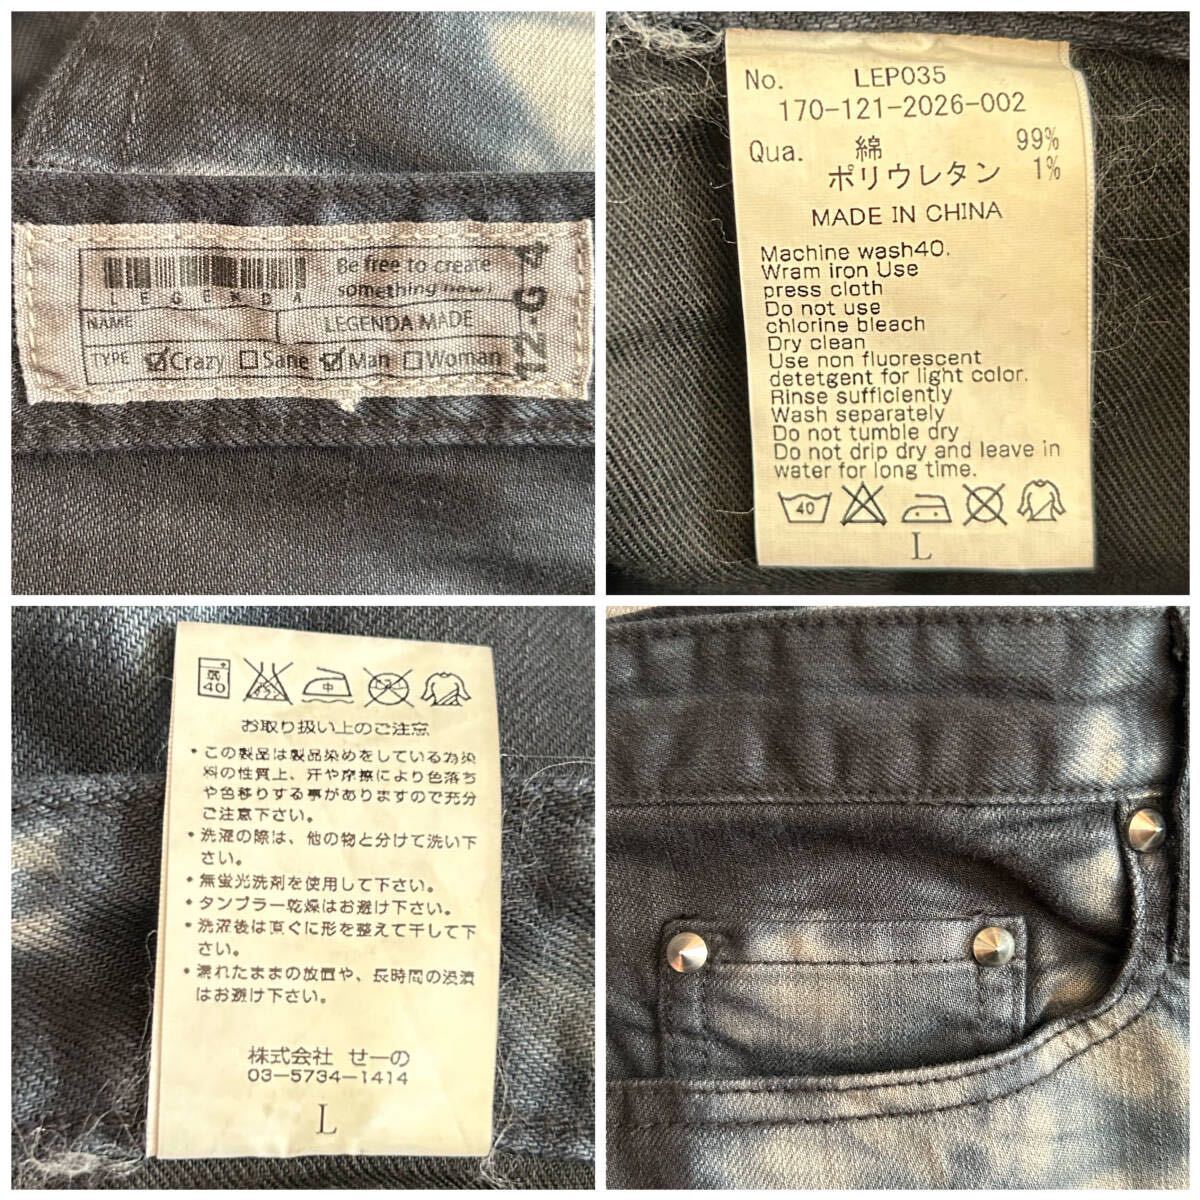 LEGENDA
Be free to create
something new!
NAME
LEGENDA MADE
TYPE Crazy Sane Man Woman
12-G4
No. LEP035
170-121-2026-002
Qua. 綿 99%
ポリウレタン 1%
MADE IN CHINA
Machine wash40.
Wram iron Use
press cloth
Do not use
chlorine bleach
Dry clean
Use non fluorescent
detetgent for light color.
Rinse sufficiently
Wash separately
Do not tumble dry
Do not drip dry and leave in
water for long time.
40
L
40
中
お取り扱い上のご注意
・この製品は製品染めをしている為染
料の性質上、汗や摩擦により色落ち
や色移りする事がありますので充分
ご注意下さい。
・洗濯の際は、他の物と分けて洗い下
さい。
・無蛍光洗剤を使用して下さい。
・タンブラー乾燥はお避け下さい。
・洗濯後は直ぐに形を整えて干して下
さい。
・濡れたままの放置や、長時間の浸漬
はお避け下さい。
株式会社 せーの
03-5734-1414
L